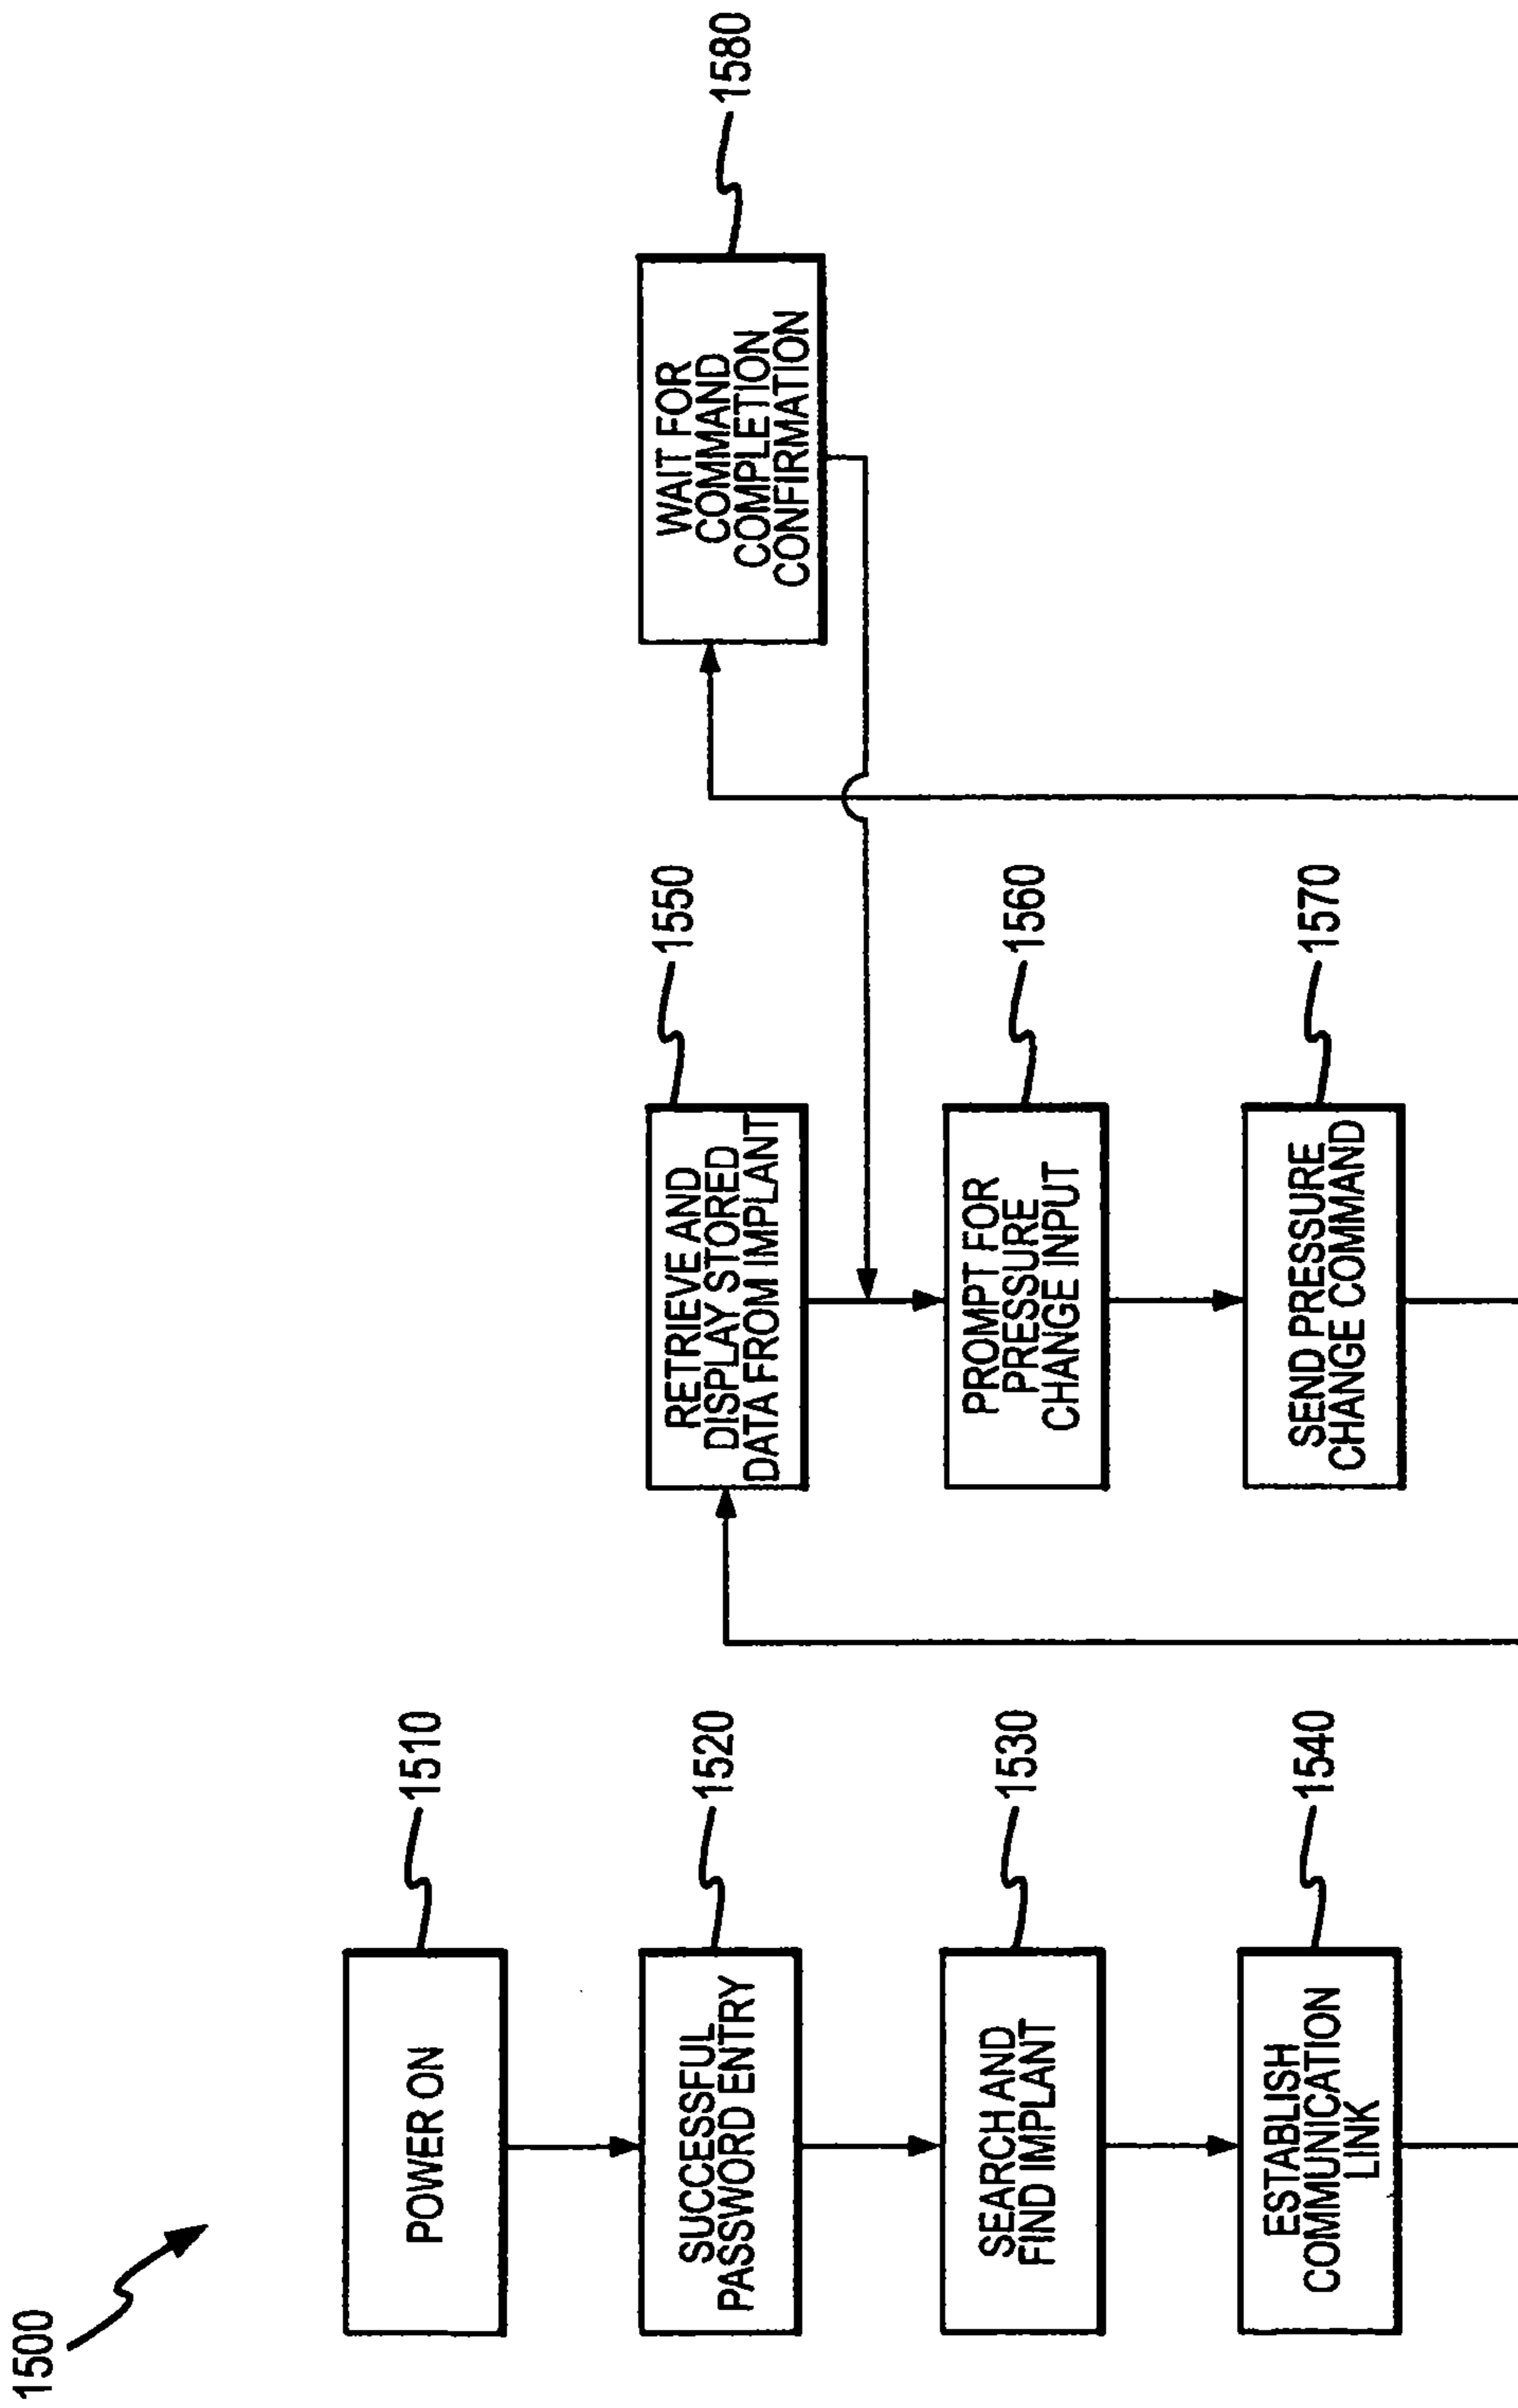 1500
POWER ON
1510
SUCCESSFUL
PASSWORD ENTRY
1520
SEARCH AND
FIND IMPLANT
1530
ESTABLISH
COMMUNICATION
LINK
1540
RETRIEVE AND
DISPLAY STORED
DATA FROM IMPLANT
1550
PROMPT FOR
PRESSURE
CHANGE INPUT
1560
SEND PRESSURE
CHANGE COMMAND
1570
WAIT FOR
COMMAND
COMPLETION
CONFIRMATION
1580